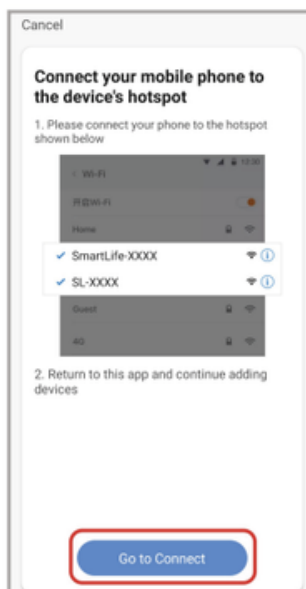 Cancel
Connect your mobile phone to
the device's hotspot
1. Please connect your phone to the hotspot
shown below
12:00
< Wi-Fi
开启Wi-Fi
Home
SmartLife-XXXX
SL-XXXX
Guest
4G
2. Return to this app and continue adding
devices
Go to Connect